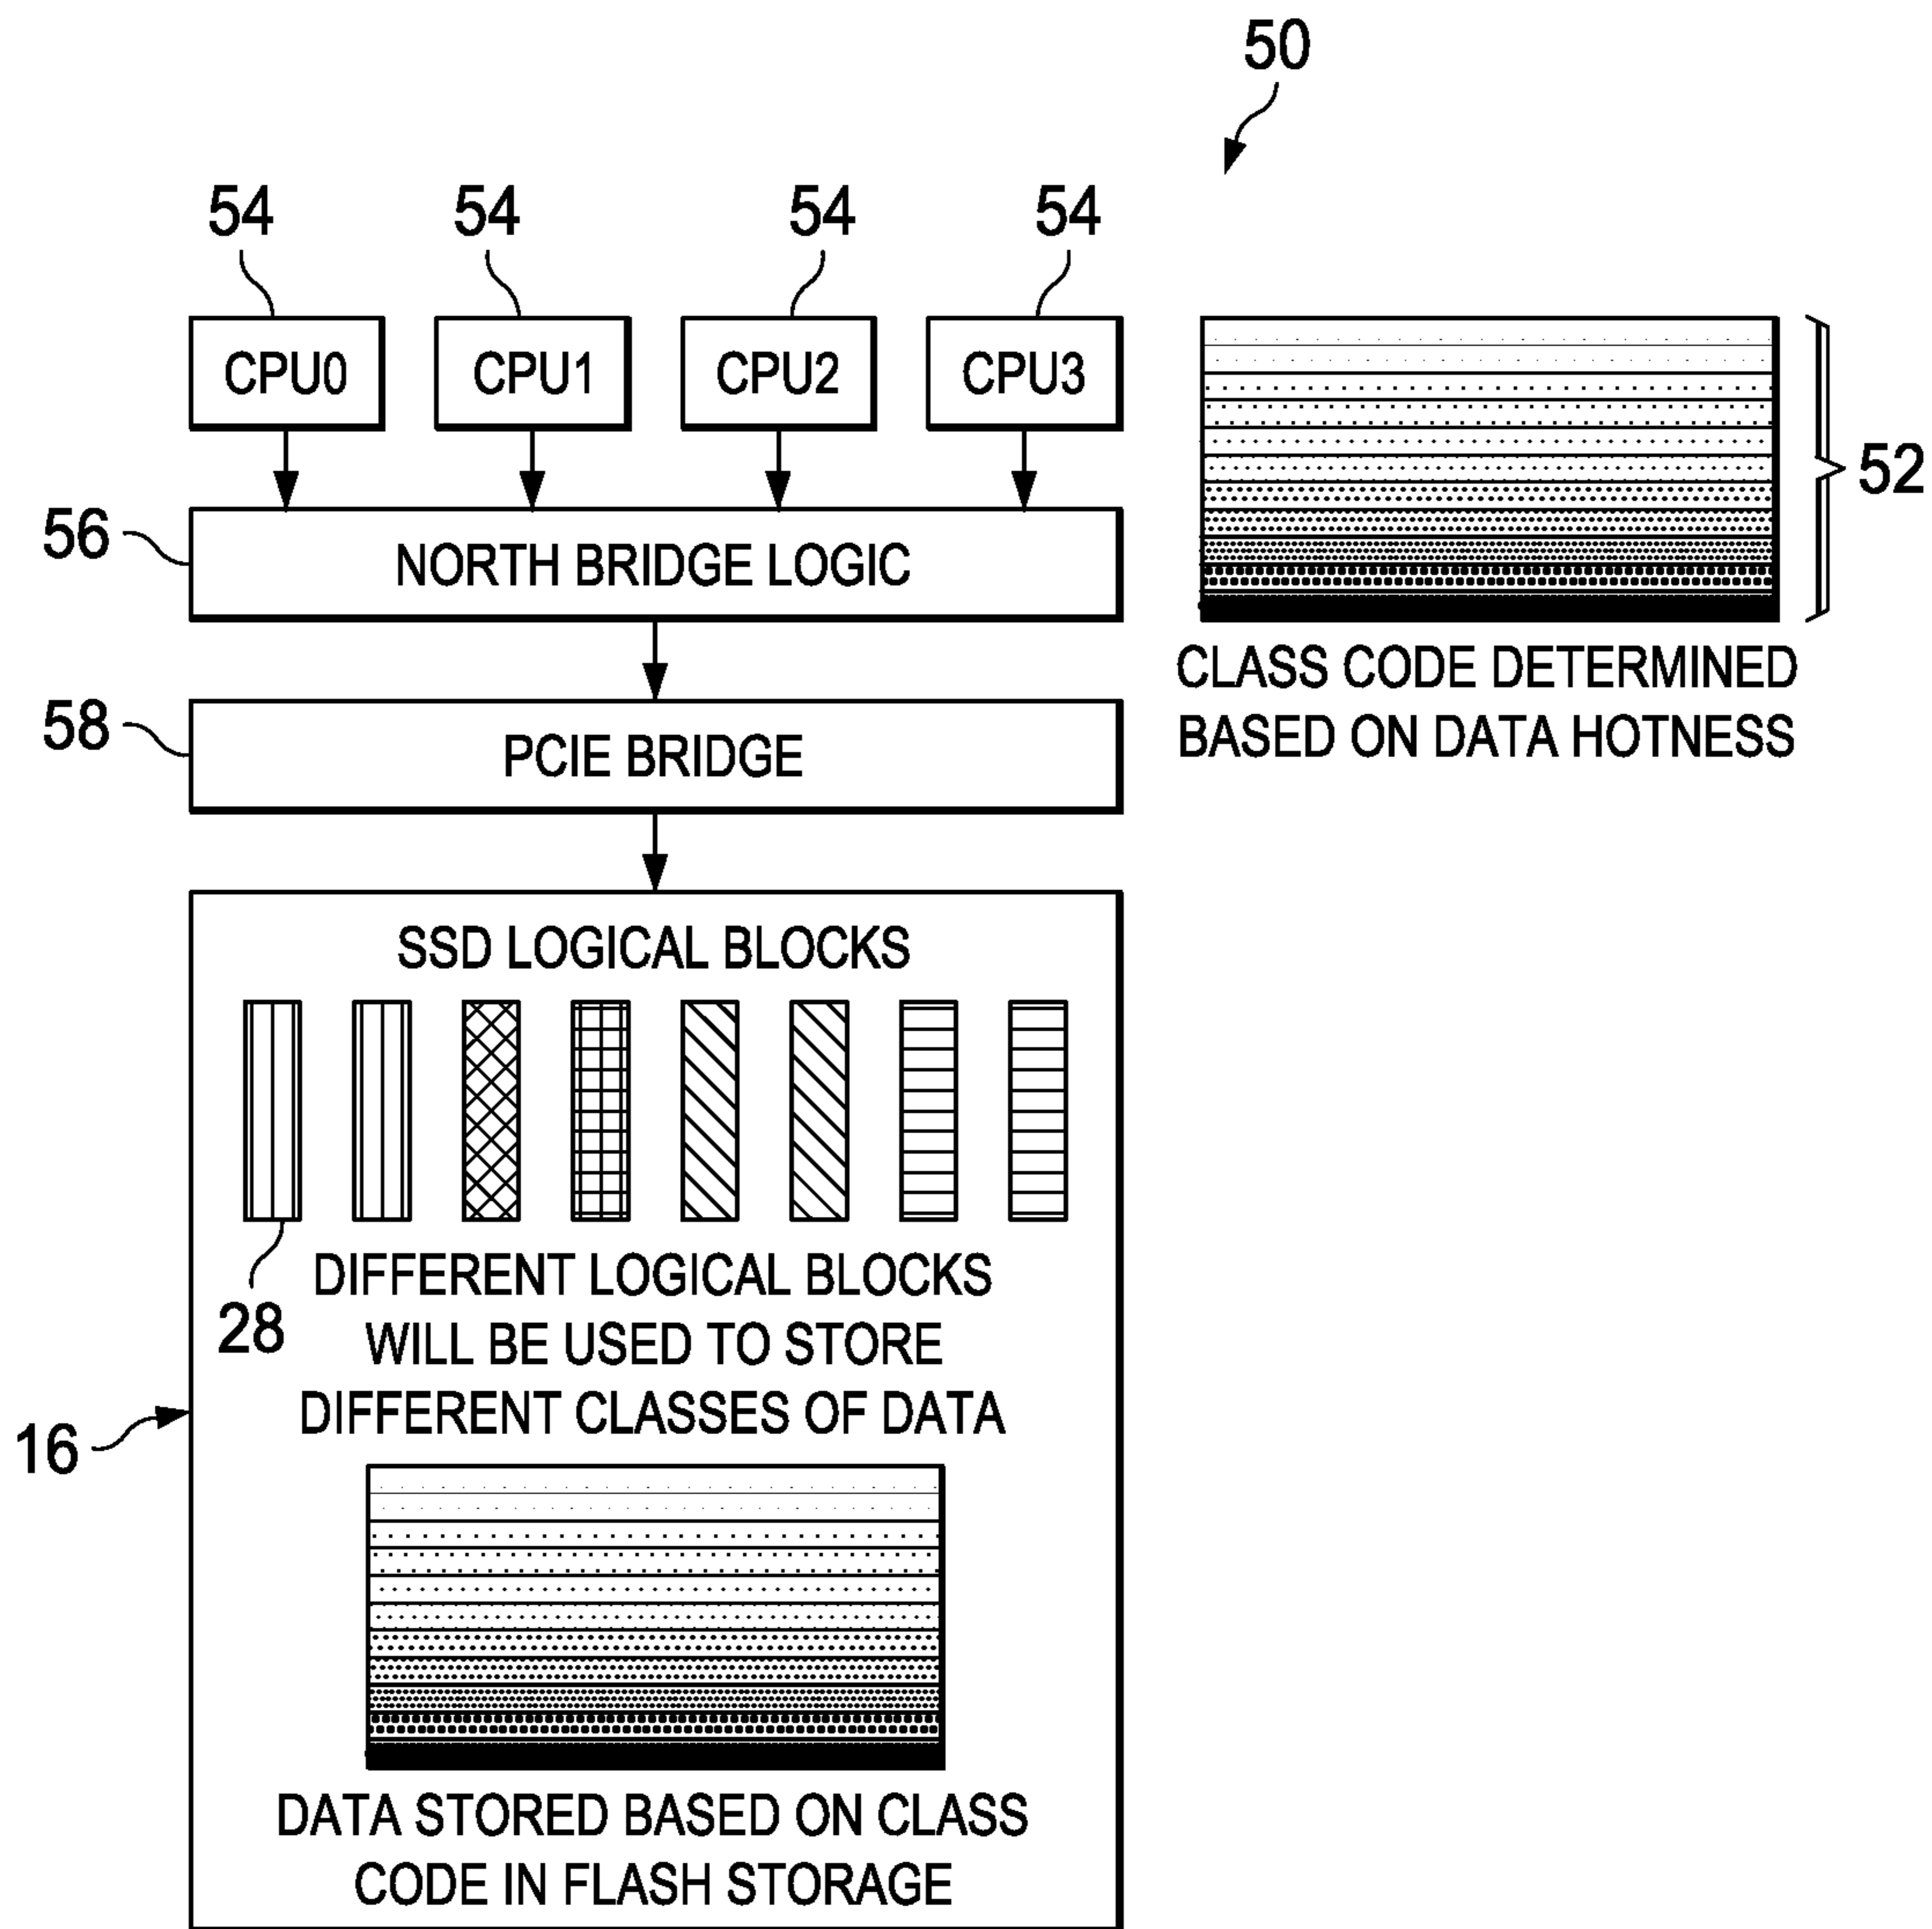 50
54 54 54 54
CPU0 CPU1 CPU2 CPU3
52
56
NORTH BRIDGE LOGIC
CLASS CODE DETERMINED
BASED ON DATA HOTNESS
58
PCIE BRIDGE
SSD LOGICAL BLOCKS
28
DIFFERENT LOGICAL BLOCKS
WILL BE USED TO STORE
DIFFERENT CLASSES OF DATA
16
DATA STORED BASED ON CLASS
CODE IN FLASH STORAGE